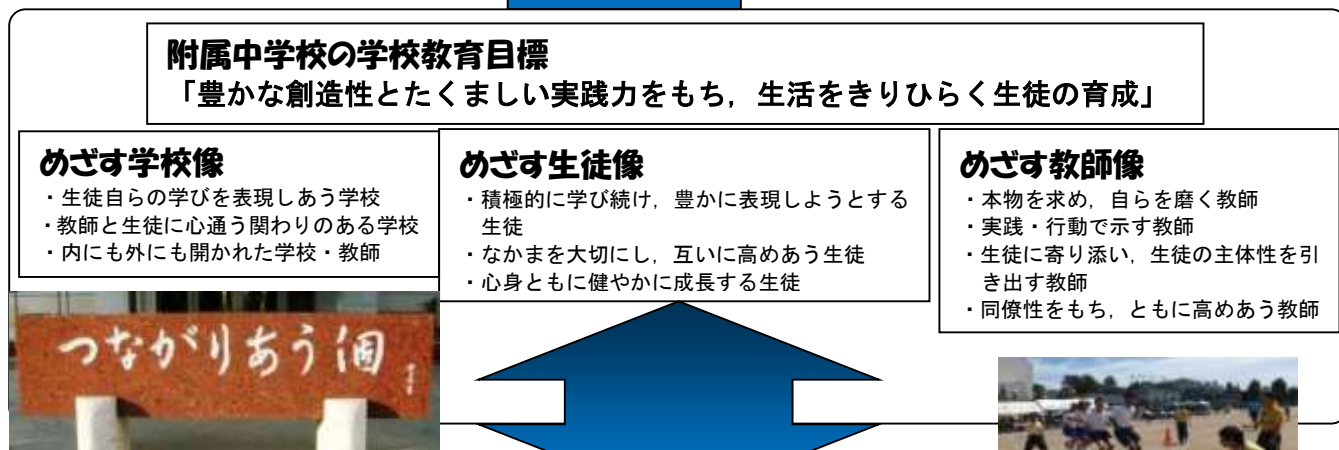 附属中学校の学校教育目標
「豊かな創造性とたくましい実践力をもち，生活をきりひらく生徒の育成」
めざす学校像
・生徒自らの学びを表現しあう学校
・教師と生徒に心通う関わりのある学校
・内にも外にも開かれた学校・教師
めざす生徒像
・積極的に学び続け，豊かに表現しようとする
生徒
・なかまを大切にし，互いに高めあう生徒
・心身ともに健やかに成長する生徒
めざす教師像
・本物を求め，自らを磨く教師
・実践・行動で示す教師
・生徒に寄り添い，生徒の主体性を引
き出す教師
・同僚性をもち，ともに高めあう教師
つながりあう